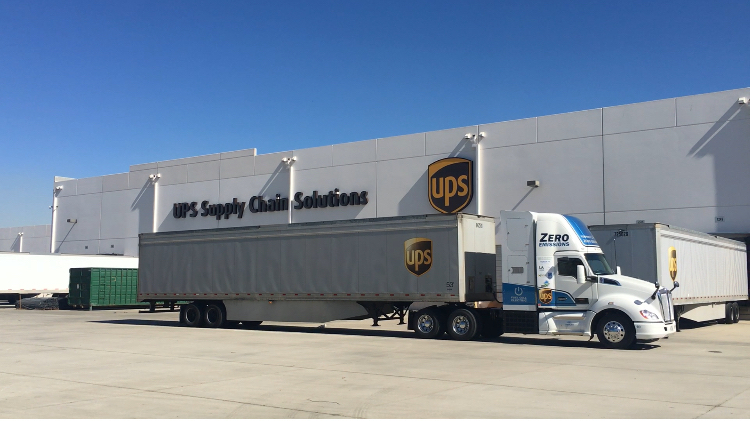 UPS Supply Chain Solutions
ups
ups
ZERO
EMISSIONS
ups